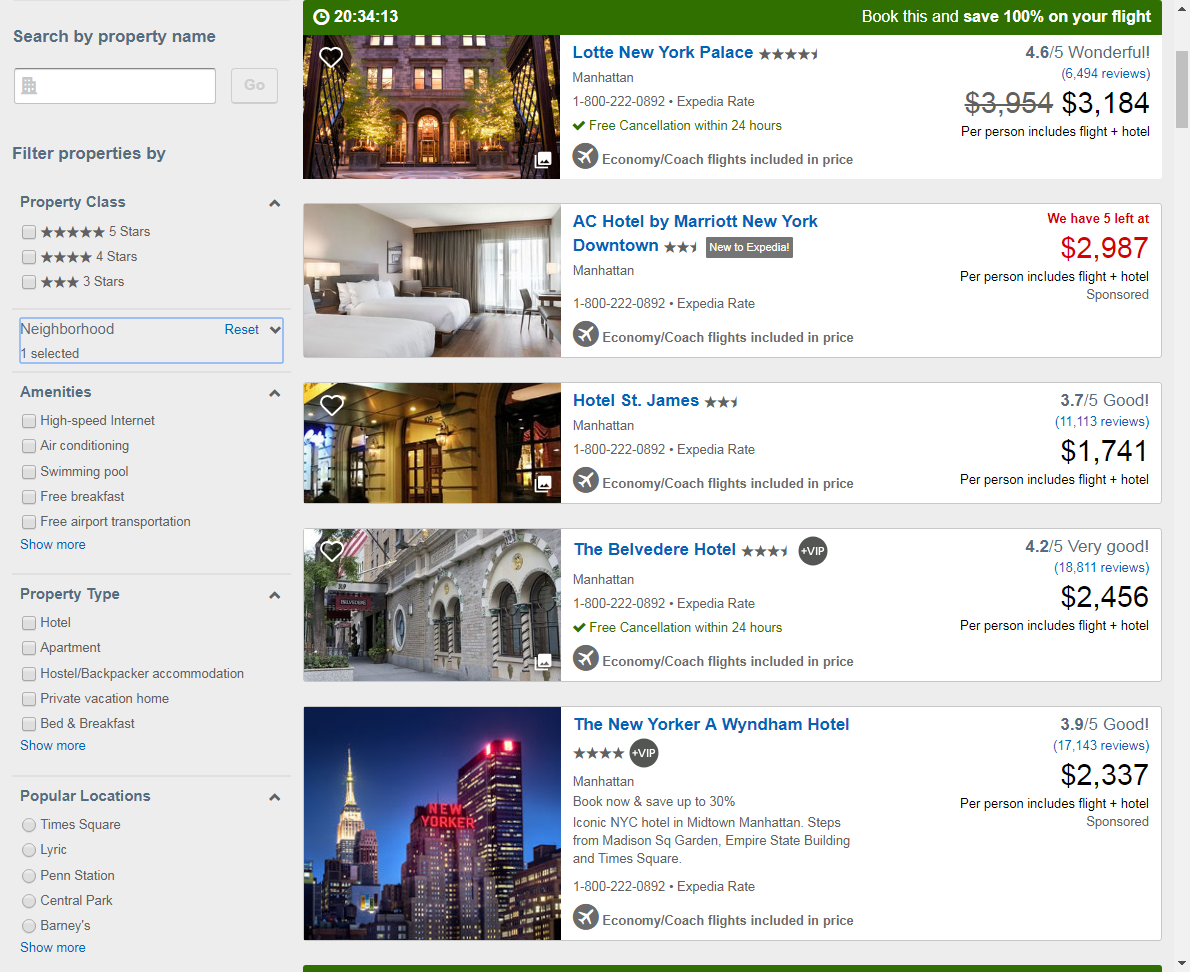 Search by property name
Go
Filter properties by
Property Class
5 Stars
4 Stars
3 Stars
Neighborhood Reset
1 selected
Amenities
High-speed Internet
Air conditioning
Swimming pool
Free breakfast
Free airport transportation
Show more
Property Type
Hotel
Apartment
Hostel/Backpacker accommodation
Private vacation home
Bed & Breakfast
Show more
Popular Locations
Times Square
Lyric
Penn Station
Central Park
Barney's
Show more
20:34:13 Book this and save 100% on your flight
Lotte New York Palace
Manhattan
1-800-222-0892 • Expedia Rate
Free Cancellation within 24 hours
Economy/Coach flights included in price
4.6/5 Wonderful!
(6,494 reviews)
$3,954 $3,184
Per person includes flight + hotel
AC Hotel by Marriott New York
Downtown New to Expedia!
Manhattan
1-800-222-0892 • Expedia Rate
Economy/Coach flights included in price
We have 5 left at
$2,987
Per person includes flight + hotel
Sponsored
Hotel St. James
Manhattan
1-800-222-0892 • Expedia Rate
Economy/Coach flights included in price
3.7/5 Good!
(11,113 reviews)
$1,741
Per person includes flight + hotel
BELVEDERE
The Belvedere Hotel +VIP
Manhattan
1-800-222-0892 • Expedia Rate
Free Cancellation within 24 hours
Economy/Coach flights included in price
4.2/5 Very good!
(18,811 reviews)
$2,456
Per person includes flight + hotel
NEW
YORKER
The New Yorker A Wyndham Hotel
+VIP
Manhattan
Book now & save up to 30%
Iconic NYC hotel in Midtown Manhattan. Steps
from Madison Sq Garden, Empire State Building
and Times Square.
1-800-222-0892 • Expedia Rate
Economy/Coach flights included in price
3.9/5 Good!
(17,143 reviews)
$2,337
Per person includes flight + hotel
Sponsored